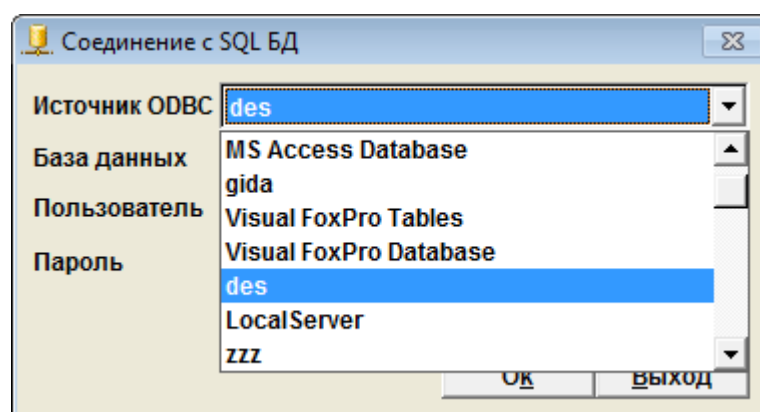 Соединение с SQL БД
Источник ODBC des
MS Access Database
База данных
gida
Пользователь
Visual FoxPro Tables
Visual FoxPro Database
Пароль
des
LocalServer
zzz
Ok Выход